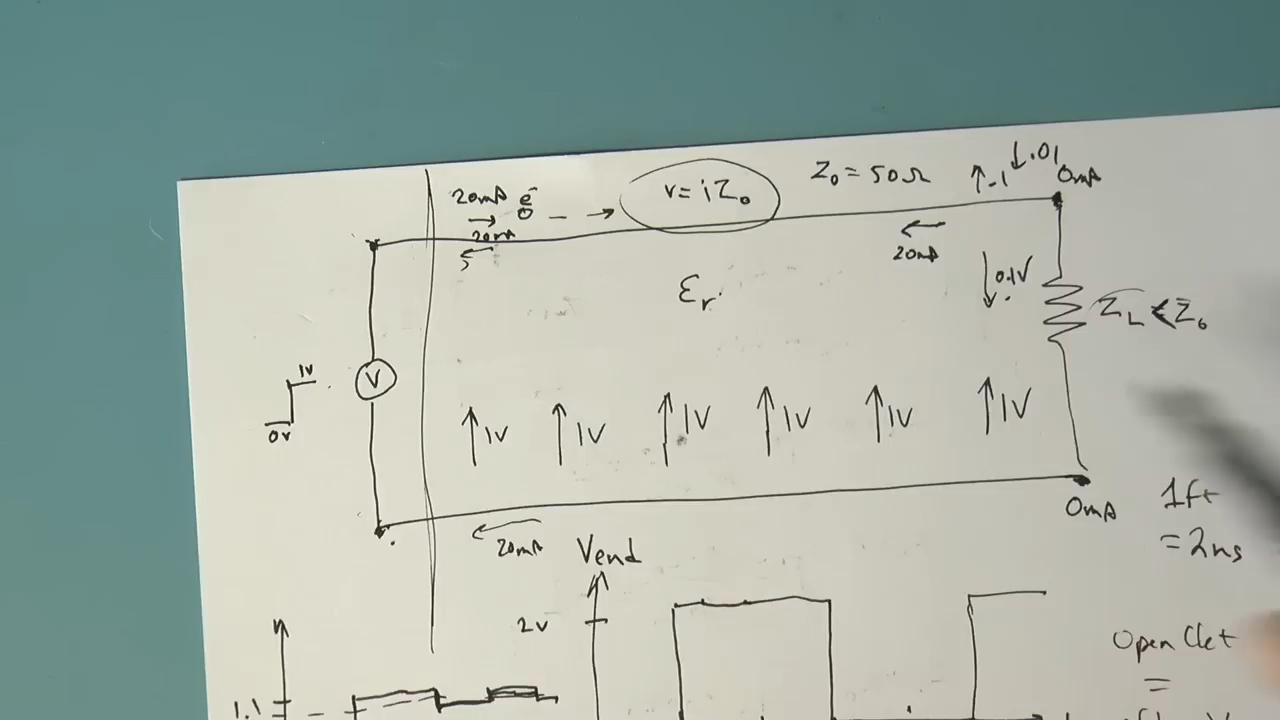 20mA e⁻
v=iZ₀
Z₀=50Ω
.1
.01
0mA
20mA
20mA
εr
0.1V
Z_L < Z₀
1V
0V
V
1V
1V
1V
1V
1V
1V
20mA
0mA
1ft
=2ns
Vend
2V
1.1
Open Cket
=